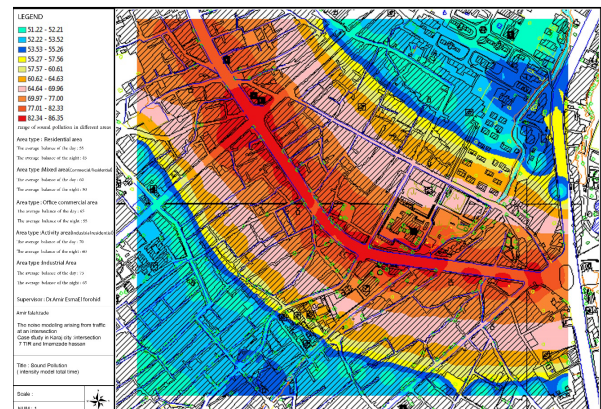 LEGEND
51.22 - 52.21
52.22 - 53.52
53.53 - 55.26
55.27 - 57.56
57.57 - 60.61
60.62 - 64.63
64.64 - 69.96
69.97 - 77.00
77.01 - 82.33
82.34 - 86.35
range of sound pollution in different areas
Area type : Residential area
The average balance of the day : 55
The average balance of the night : 45
Area type :Mixed area(Commercial Residential)
The average balance of the day : 60
The average balance of the night : 50
Area type : Office commercial area
The average balance of the day : 65
The average balance of the night : 55
Area type :Activity area(industrial residential)
The average balance of the day : 70
The average balance of the night : 60
Area type : Industrial Area
The average balance of the day : 75
The average balance of the night : 65
Supervisor : Dr.Amir Esmaël forohid
Amir falahzade
The noise modeling arising from traffic
at an intersection
Case study in Karaj city intersection
7 TIR and Imamzade hassan
Title : Sound Pollution
( intensity model total time)
Scale :